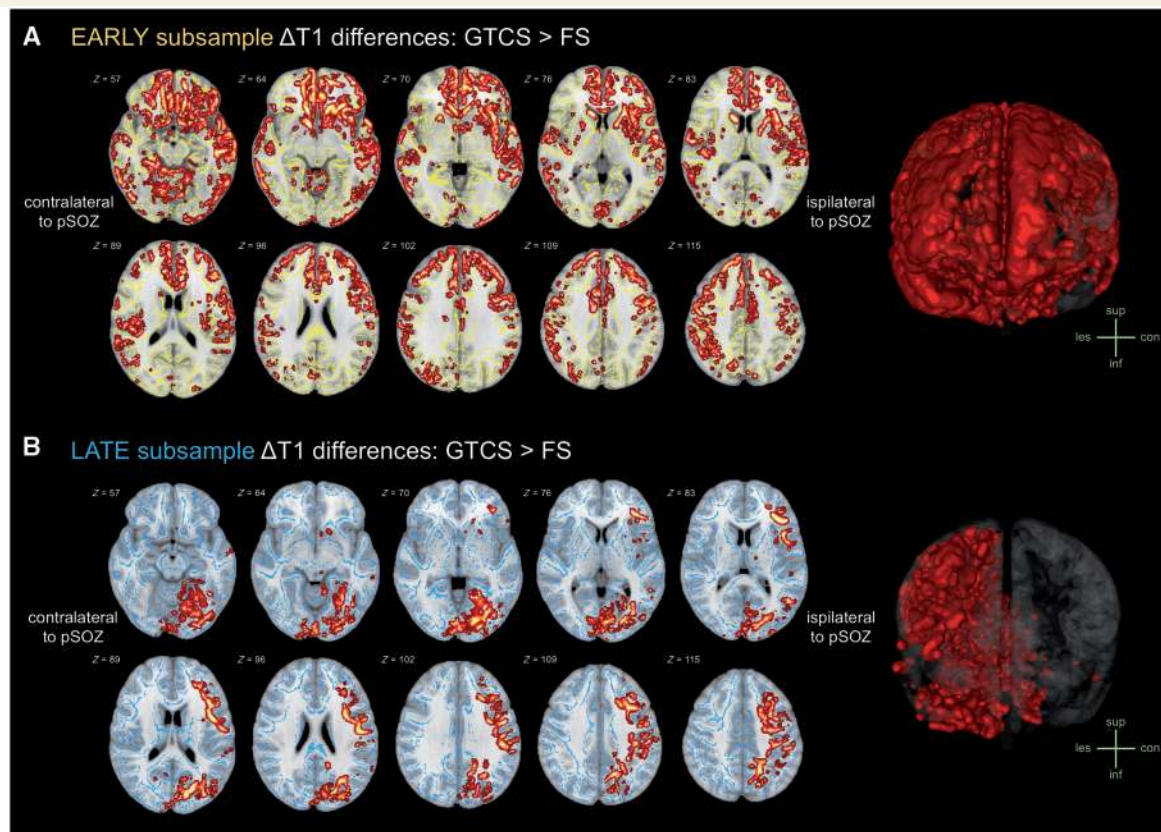 A EARLY subsample ΔT1 differences: GTCS > FS
Z = 57
Z = 64
Z = 70
Z = 76
Z = 83
contralateral
to pSOZ
ispilateral
to pSOZ
Z = 89
Z = 96
Z = 102
Z = 109
Z = 115
sup
les
con
inf
B LATE subsample ΔT1 differences: GTCS > FS
Z = 57
Z = 64
Z = 70
Z = 76
Z = 83
contralateral
to pSOZ
ispilateral
to pSOZ
Z = 89
Z = 96
Z = 102
Z = 109
Z = 115
sup
les
con
inf